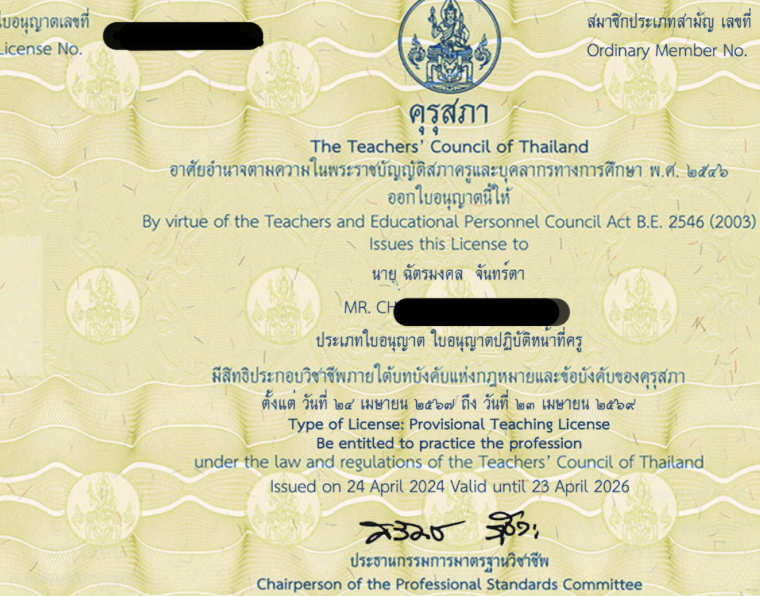 ใบอนุญาตเลขที่
License No.
สมาชิกประเภทสามัญ เลขที่
Ordinary Member No.
คุรุสภา
The Teachers' Council of Thailand
อาศัยอำนาจตามความในพระราชบัญญัติสภาครูและบุคลากรทางการศึกษา พ.ศ. ๒๕๔๖
ออกใบอนุญาตนี้ให้
By virtue of the Teachers and Educational Personnel Council Act B.E. 2546 (2003)
Issues this License to
นาย ฉัตรมงคล จันทร์ตา
MR. CH
ประเภทใบอนุญาต ใบอนุญาตปฏิบัติหน้าที่ครู
มีสิทธิประกอบวิชาชีพภายใต้บทบังคับแห่งกฎหมายและข้อบังคับของคุรุสภา
ตั้งแต่ วันที่ ๒๔ เมษายน ๒๕๖๗ ถึง วันที่ ๒๓ เมษายน ๒๕๖๙
Type of License: Provisional Teaching License
Be entitled to practice the profession
under the law and regulations of the Teachers' Council of Thailand
Issued on 24 April 2024 Valid until 23 April 2026
ประธานกรรมการมาตรฐานวิชาชีพ
Chairperson of the Professional Standards Committee